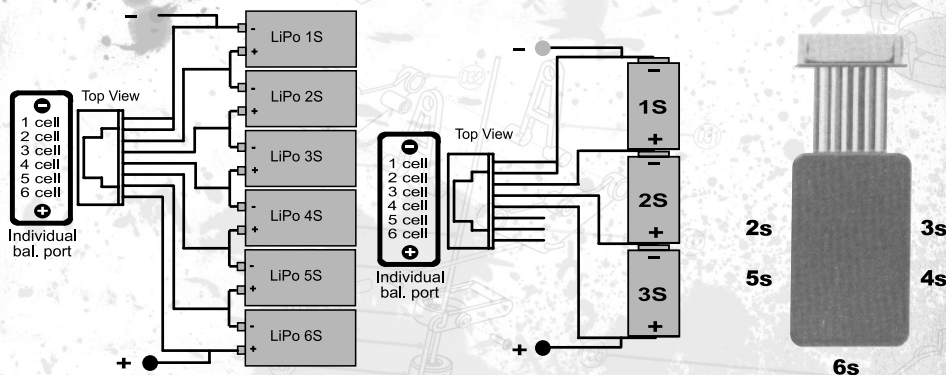 -
- LiPo 1S
+
Top View
- LiPo 2S
+
-
1 cell
2 cell
3 cell
4 cell
5 cell
6 cell
+
Individual
bal. port
- LiPo 3S
+
- LiPo 4S
+
- LiPo 5S
+
- LiPo 6S
+
+
-
Top View
-
1 cell
2 cell
3 cell
4 cell
5 cell
6 cell
+
Individual
bal. port
-
1S
+
-
2S
+
-
3S
+
+
2s
3s
5s
4s
6s